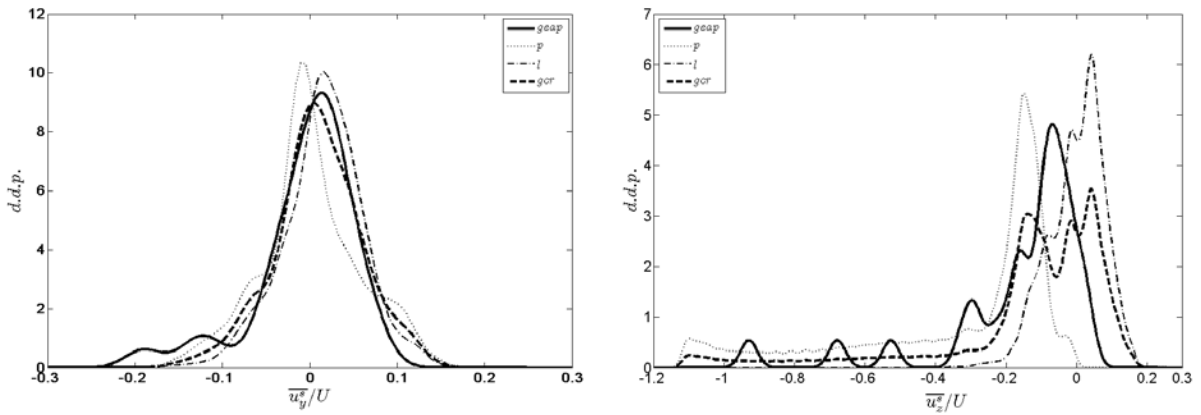 12
10
8
6
4
2
0
-0.3
-0.2
-0.1
0
0.1
0.2
0.3
d.d.p.
$\overline{u_y^s}/U$
geap
p
l
gcr
7
6
5
4
3
2
1
0
-1.2
-1
-0.8
-0.6
-0.4
-0.2
0
0.2
0.3
d.d.p.
$\overline{u_z^s}/U$
geap
p
l
gcr